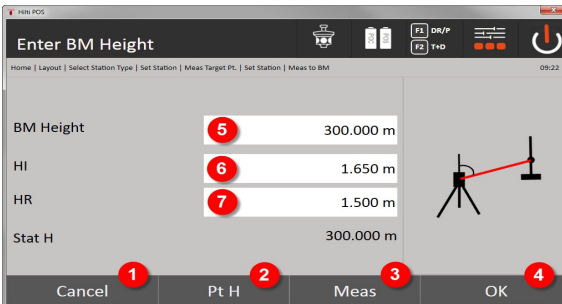 Hilti POS
Enter BM Height
POC
POS
F1 DR/P
F2 T+D
Home | Layout | Select Station Type | Set Station | Meas Target Pt. | Set Station | Meas to BM
09:22
BM Height
5
300.000 m
HI
6
1.650 m
HR
7
1.500 m
Stat H
300.000 m
1
2
3
4
Cancel
Pt H
Meas
OK